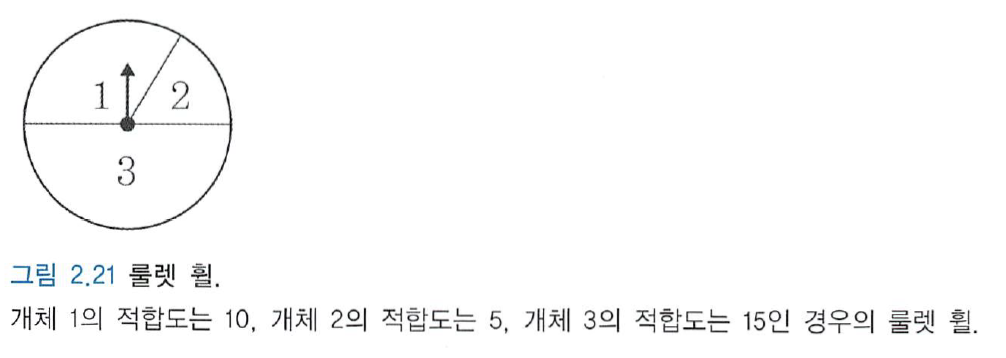 1 2
3
그림 2.21 룰렛 휠.
개체 1의 적합도는 10, 개체 2의 적합도는 5, 개체 3의 적합도는 15인 경우의 룰렛 휠.